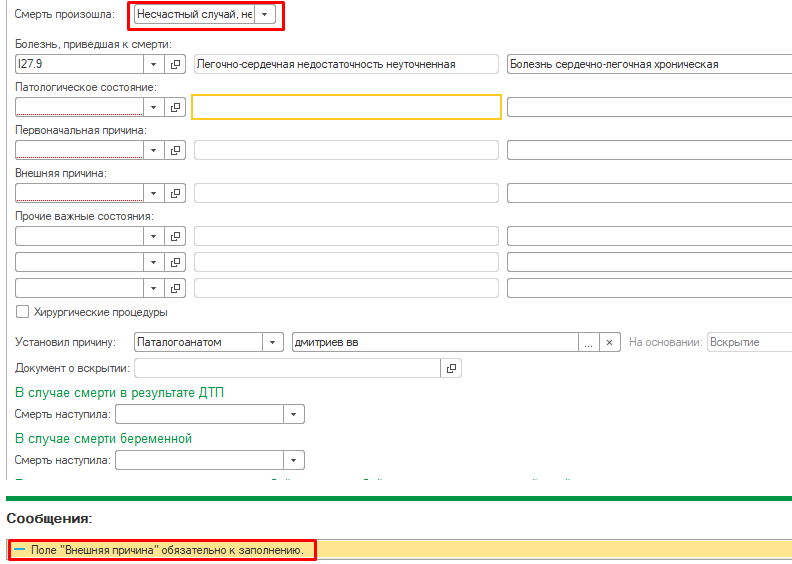 Смерть произошла: Несчастный случай, не
Болезнь, приведшая к смерти:
I27.9 Легочно-сердечная недостаточность неуточненная Болезнь сердечно-легочная хроническая
Патологическое состояние:
Первоначальная причина:
Внешняя причина:
Прочие важные состояния:
Хирургические процедуры
Установил причину: Паталогоанатом дмитриев вв ... × На основании: Вскрытие
Документ о вскрытии:
В случае смерти в результате ДТП
Смерть наступила:
В случае смерти беременной
Смерть наступила:
Сообщения:
Поле "Внешняя причина" обязательно к заполнению.